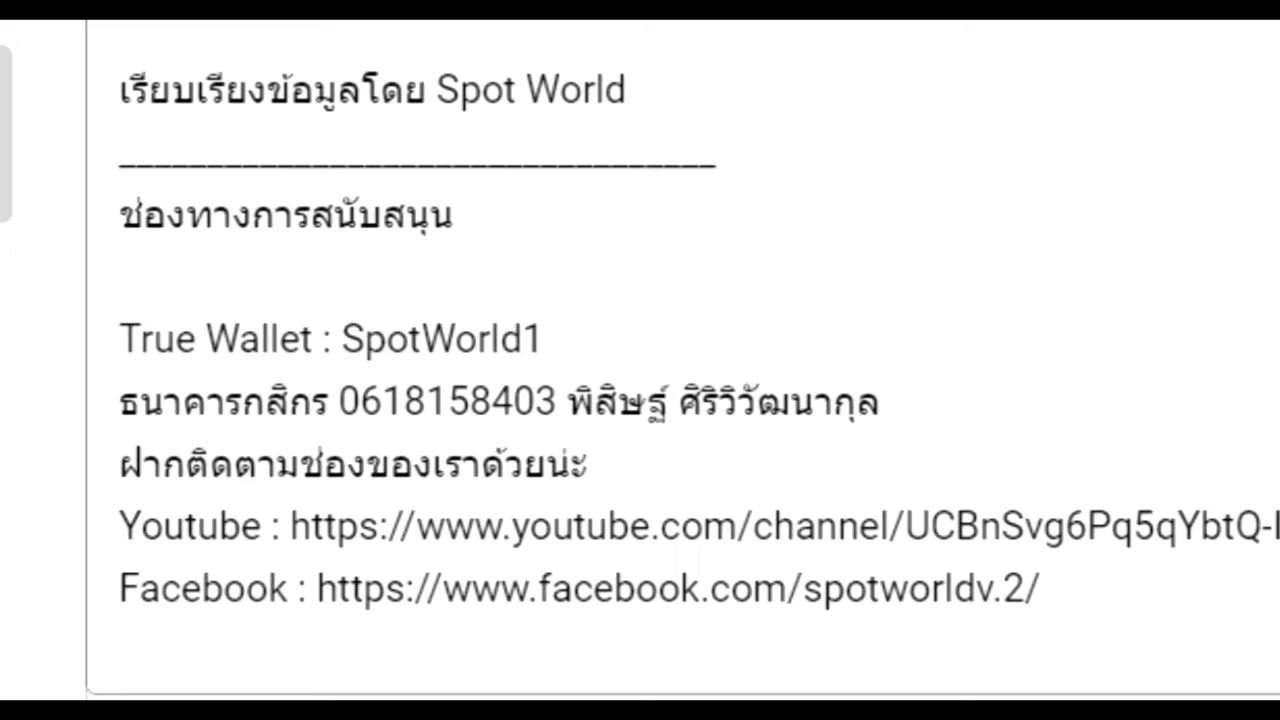 เรียบเรียงข้อมูลโดย Spot World
__________________________________
ช่องทางการสนับสนุน
True Wallet : SpotWorld1
ธนาคารกสิกร 0618158403 พิสิษฐ์ ศิริวิวัฒนากุล
ฝากติดตามช่องของเราด้วยน่ะ
Youtube : https://www.youtube.com/channel/UCBnSvg6Pq5qYbtQ-
Facebook : https://www.facebook.com/spotworldv.2/